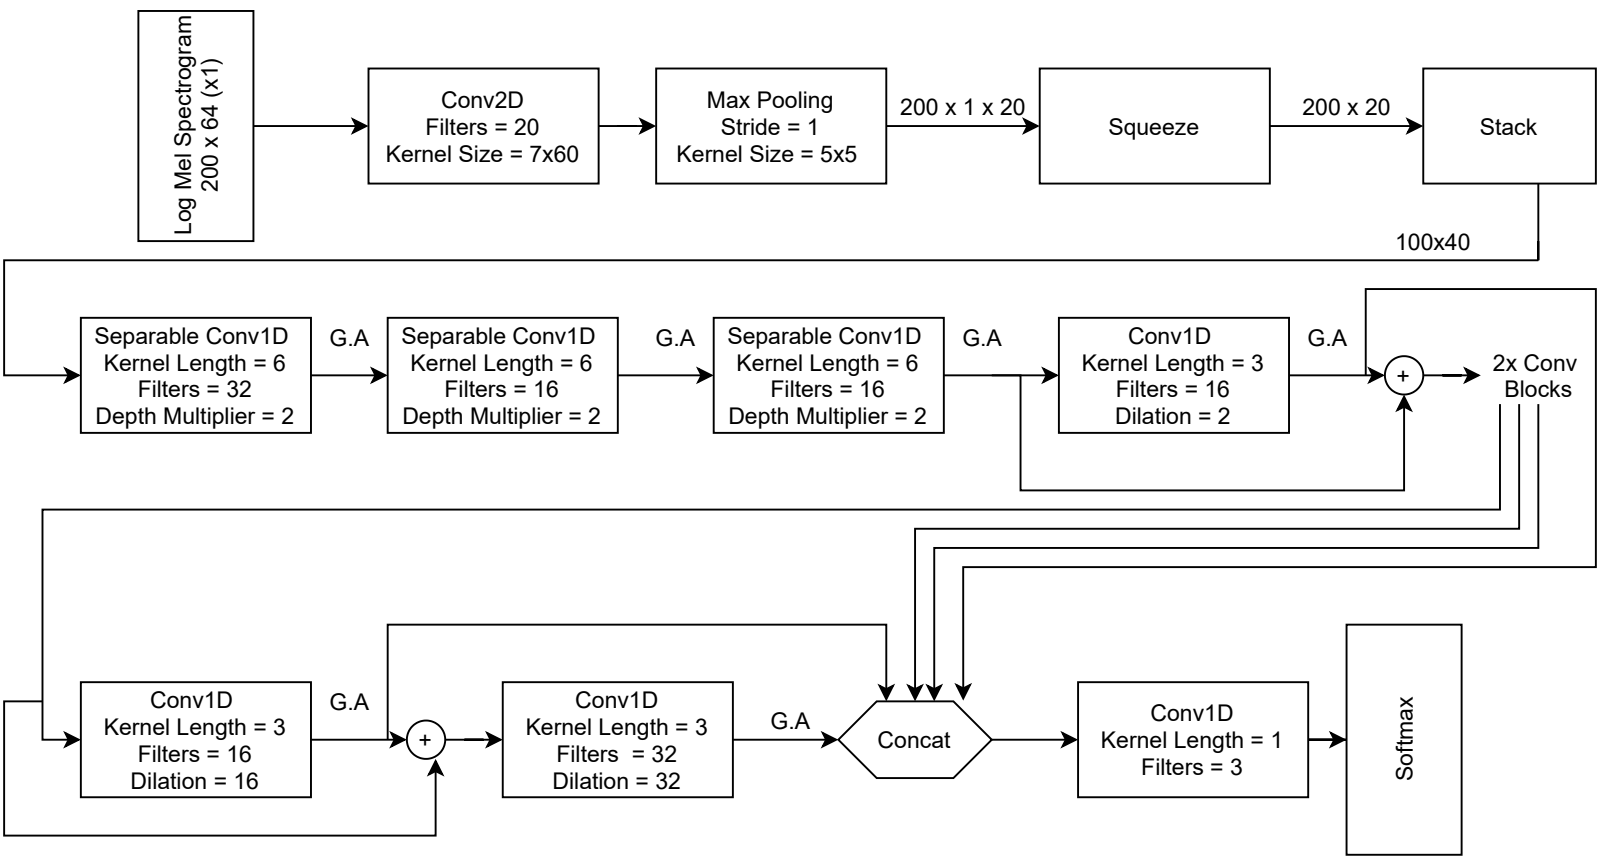 Log Mel Spectrogram
200 x 64 (x1)
Conv2D
Filters = 20
Kernel Size = 7x60
Max Pooling
Stride = 1
Kernel Size = 5x5
200 x 1 x 20
Squeeze
200 x 20
Stack
100x40
Separable Conv1D
Kernel Length = 6
Filters = 32
Depth Multiplier = 2
G.A
Separable Conv1D
Kernel Length = 6
Filters = 16
Depth Multiplier = 2
G.A
Separable Conv1D
Kernel Length = 6
Filters = 16
Depth Multiplier = 2
G.A
Conv1D
Kernel Length = 3
Filters = 16
Dilation = 2
G.A
+
2x Conv
Blocks
Conv1D
Kernel Length = 3
Filters = 16
Dilation = 16
G.A
+
Conv1D
Kernel Length = 3
Filters = 32
Dilation = 32
G.A
Concat
Conv1D
Kernel Length = 1
Filters = 3
Softmax